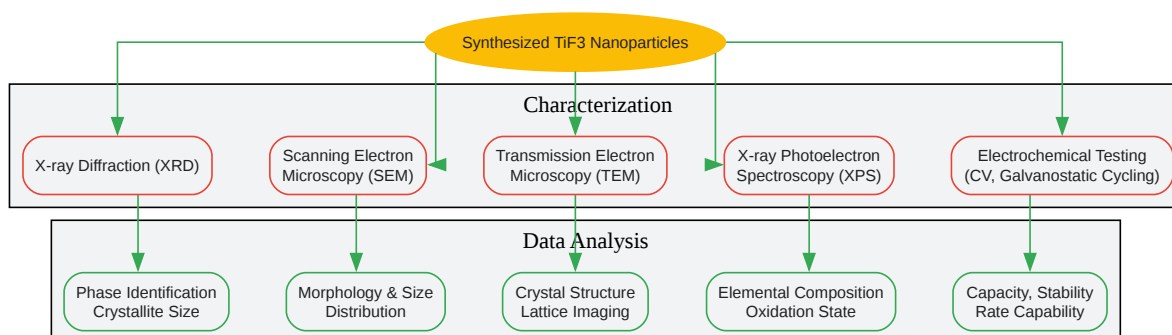 Synthesized TiF3 Nanoparticles
Characterization
X-ray Diffraction (XRD)
Scanning Electron
Microscopy (SEM)
Transmission Electron
Microscopy (TEM)
X-ray Photoelectron
Spectroscopy (XPS)
Electrochemical Testing
(CV, Galvanostatic Cycling)
Data Analysis
Phase Identification
Crystallite Size
Morphology & Size
Distribution
Crystal Structure
Lattice Imaging
Elemental Composition
Oxidation State
Capacity, Stability
Rate Capability